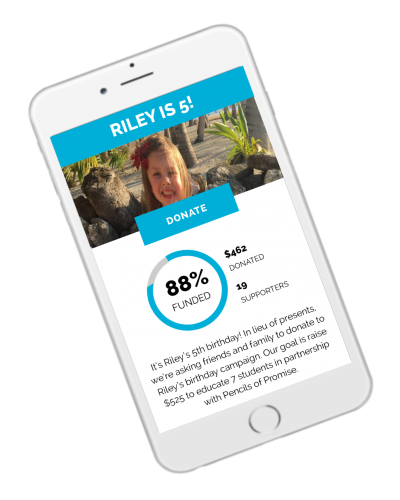 RILEY IS 5!
DONATE
88%
FUNDED
$462
DONATED
19
SUPPORTERS
It's Riley's 5th birthday! In lieu of presents,
we're asking friends and family to donate to
Riley's birthday campaign. Our goal is raise
$525 to educate 7 students in partnership
with Pencils of Promise.